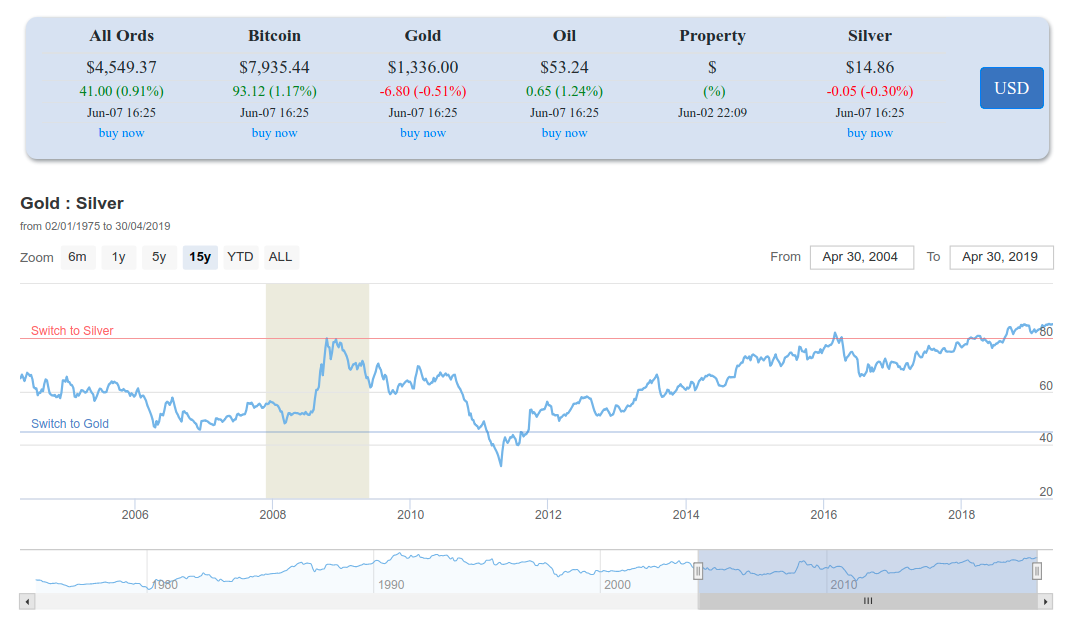 All Ords Bitcoin Gold Oil Property Silver
$4,549.37 $7,935.44 $1,336.00 $53.24 $ $14.86
41.00 (0.91%) 93.12 (1.17%) -6.80 (-0.51%) 0.65 (1.24%) (%) -0.05 (-0.30%)
USD
Jun-07 16:25 Jun-07 16:25 Jun-07 16:25 Jun-07 16:25 Jun-02 22:09 Jun-07 16:25
buy now buy now buy now buy now buy now
Gold : Silver
from 02/01/1975 to 30/04/2019
Zoom 6m 1y 5y 15y YTD ALL From Apr 30, 2004 To Apr 30, 2019
Switch to Silver 80
60
Switch to Gold
40
20
2006 2008 2010 2012 2014 2016 2018
1980 1990 2000 2010